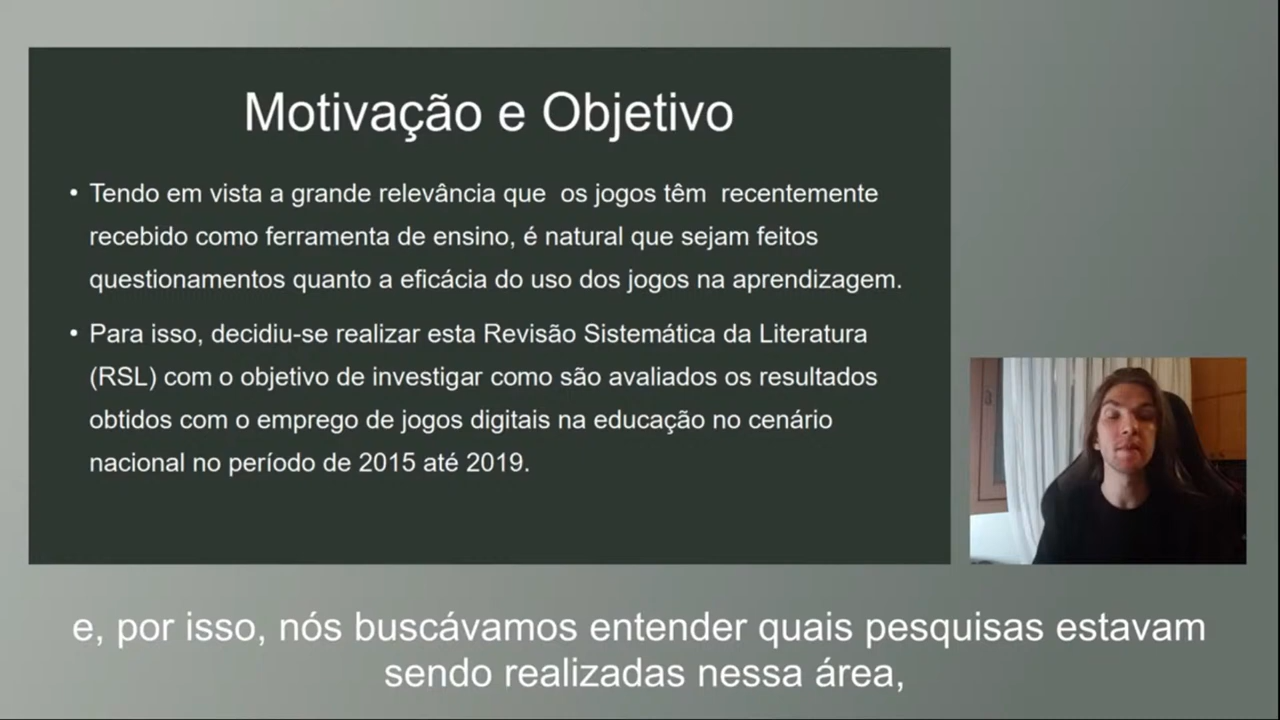 Motivação e Objetivo
• Tendo em vista a grande relevância que  os jogos têm  recentemente
recebido como ferramenta de ensino, é natural que sejam feitos
questionamentos quanto a eficácia do uso dos jogos na aprendizagem.
• Para isso, decidiu-se realizar esta Revisão Sistemática da Literatura
(RSL) com o objetivo de investigar como são avaliados os resultados
obtidos com o emprego de jogos digitais na educação no cenário
nacional no período de 2015 até 2019.
e, por isso, nós buscávamos entender quais pesquisas estavam
sendo realizadas nessa área,